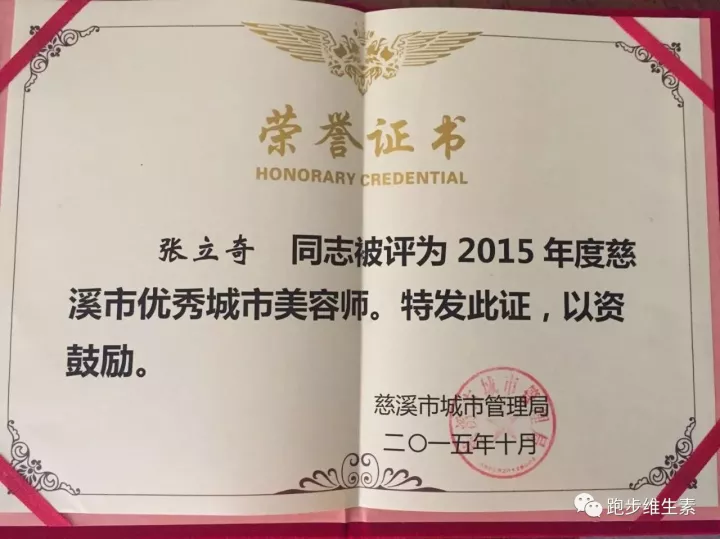 荣誉证书
HONORARY CREDENTIAL
张立奇 同志被评为 2015 年度慈
溪市优秀城市美容师。特发此证，以资
鼓励。
慈溪市城市管理局
二〇一五年十月
跑步维生素